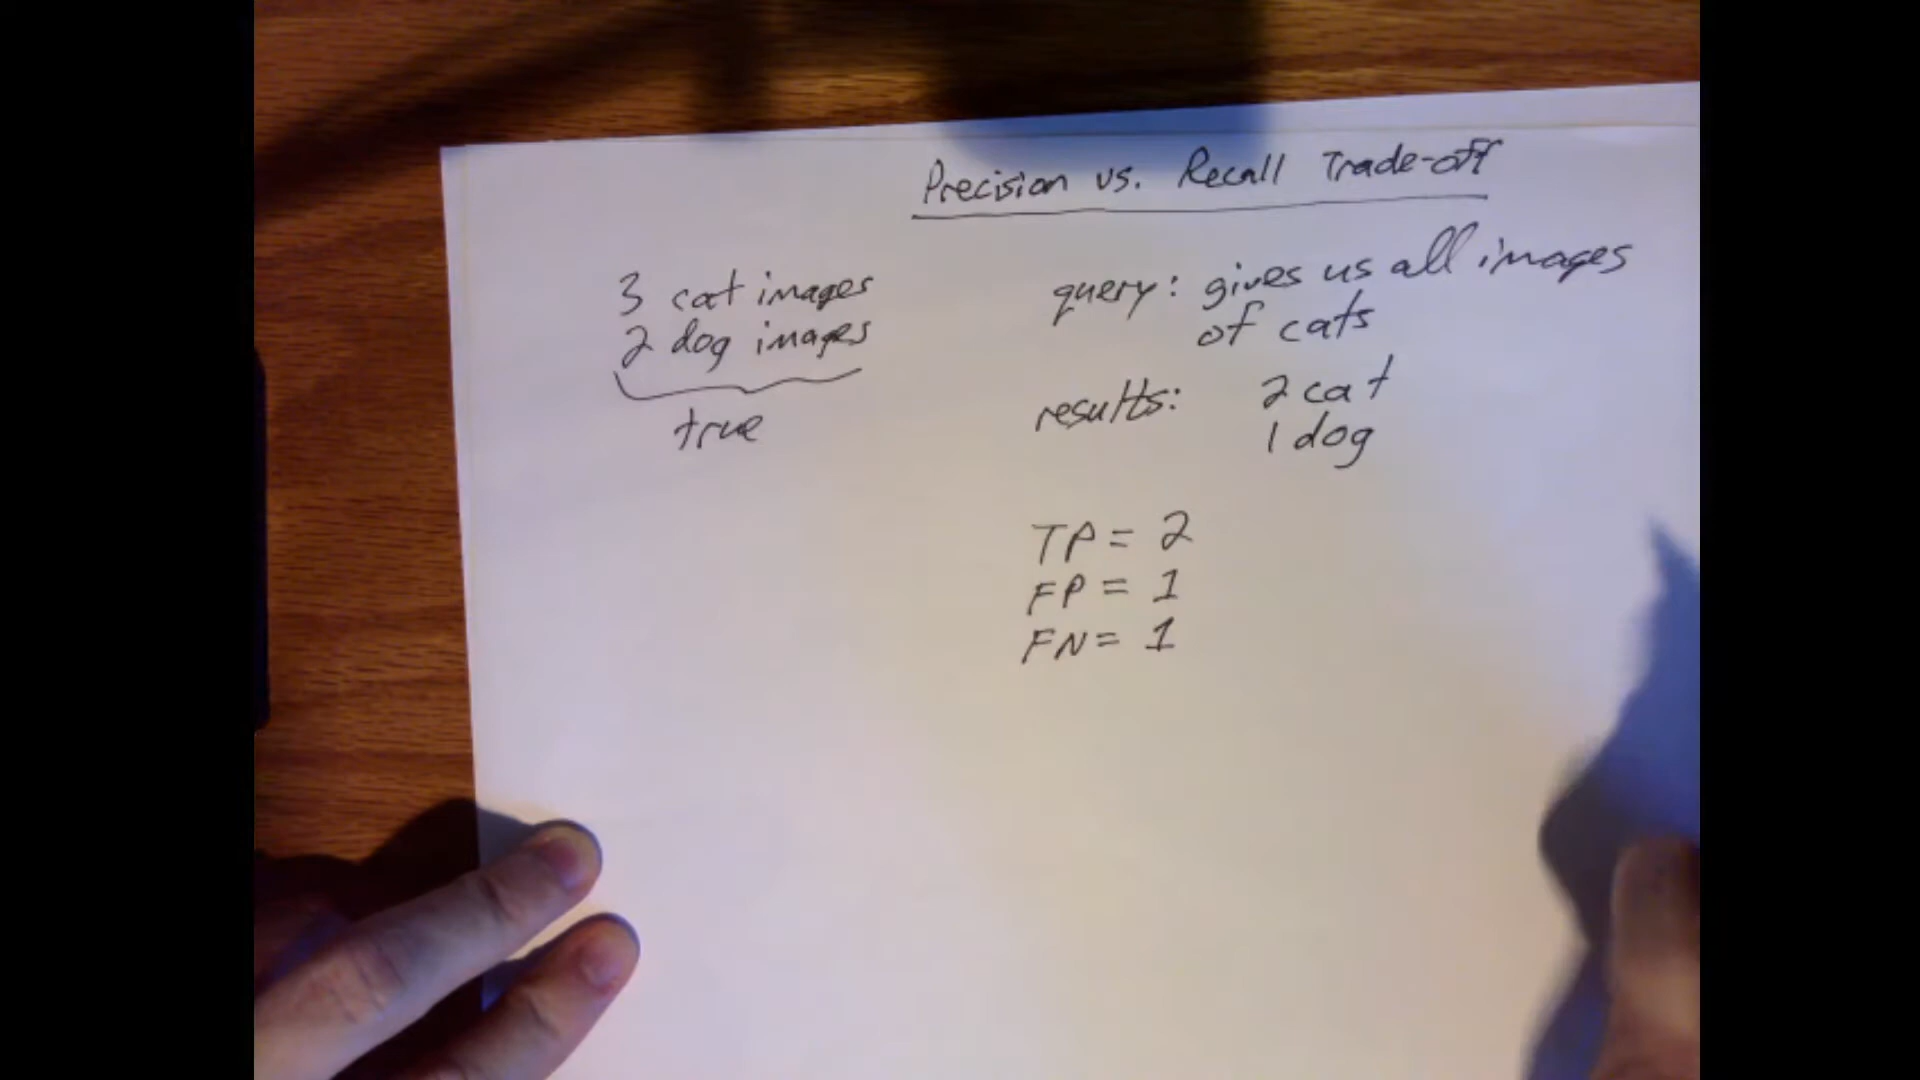 Precision vs. Recall Trade-off
3 cat images
2 dog images
true
query: gives us all images
of cats
results: 2 cat
1 dog
TP = 2
FP = 1
FN = 1